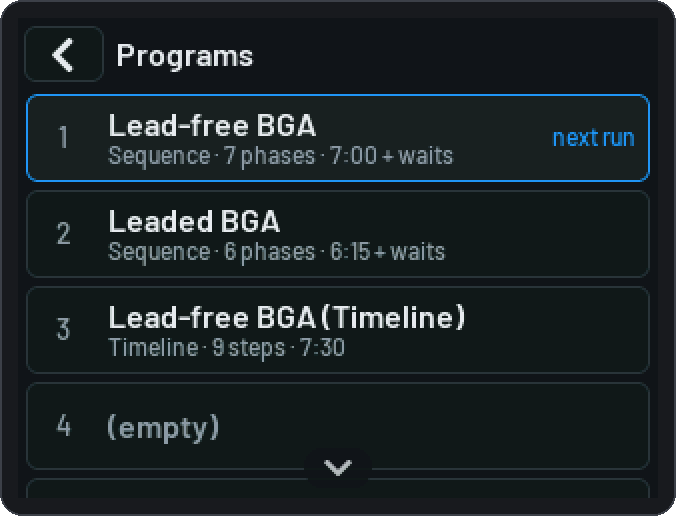 Programs
1
Lead-free BGA
Sequence · 7 phases · 7:00 + waits
next run
2
Leaded BGA
Sequence · 6 phases · 6:15 + waits
3
Lead-free BGA (Timeline)
Timeline · 9 steps · 7:30
4
(empty)